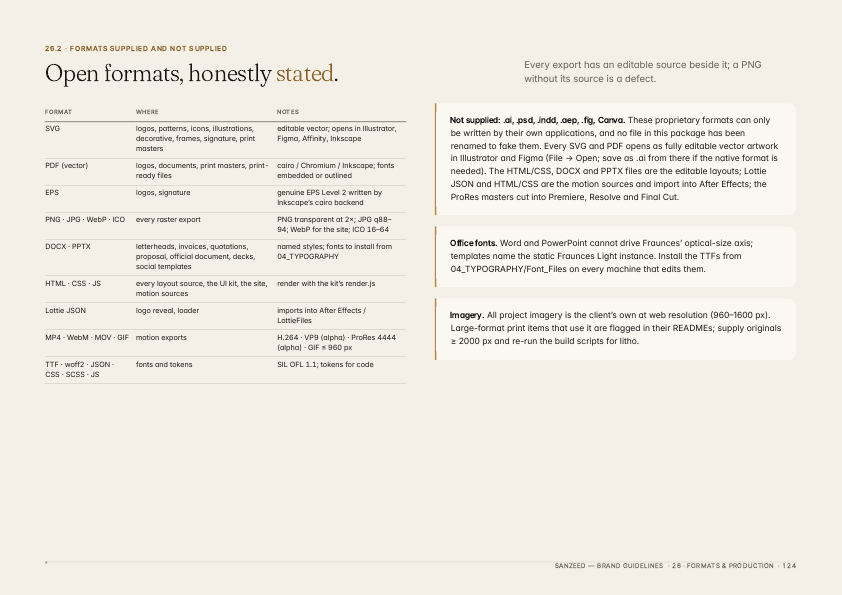 26.2 · FORMATS SUPPLIED AND NOT SUPPLIED
Open formats, honestly stated.
Every export has an editable source beside it; a PNG
without its source is a defect.
FORMAT WHERE NOTES
SVG logos, patterns, icons, illustrations, editable vector; opens in Illustrator,
decorative, frames, signature, print Figma, Affinity, Inkscape
masters
PDF (vector) logos, documents, print masters, print- cairo / Chromium / Inkscape; fonts
ready files embedded or outlined
EPS logos, signature genuine EPS Level 2 written by
Inkscape's cairo backend
PNG · JPG · WebP · ICO every raster export PNG transparent at 2×; JPG q88–
94; WebP for the site; ICO 16–64
DOCX · PPTX letterheads, invoices, quotations, named styles; fonts to install from
proposal, official document, decks, 04_TYPOGRAPHY
social templates
HTML · CSS · JS every layout source, the UI kit, the site, render with the kit's render.js
motion sources
Lottie JSON logo reveal, loader imports into After Effects /
LottieFiles
MP4 · WebM · MOV · GIF motion exports H.264 · VP9 (alpha) · ProRes 4444
(alpha) · GIF ≤ 960 px
TTF · woff2 · JSON · fonts and tokens SIL OFL 1.1; tokens for code
CSS · SCSS · JS
Not supplied: .ai, .psd, .indd, .aep, .fig, Canva. These proprietary formats can only
be written by their own applications, and no file in this package has been
renamed to fake them. Every SVG and PDF opens as fully editable vector artwork
in Illustrator and Figma (File → Open; save as .ai from there if the native format is
needed). The HTML/CSS, DOCX and PPTX files are the editable layouts; Lottie
JSON and HTML/CSS are the motion sources and import into After Effects; the
ProRes masters cut into Premiere, Resolve and Final Cut.
Office fonts. Word and PowerPoint cannot drive Fraunces' optical-size axis;
templates name the static Fraunces Light instance. Install the TTFs from
04_TYPOGRAPHY/Font_Files on every machine that edits them.
Imagery. All project imagery is the client's own at web resolution (960–1600 px).
Large-format print items that use it are flagged in their READMEs; supply originals
≥ 2000 px and re-run the build scripts for litho.
SANZEED — BRAND GUIDELINES · 26 · FORMATS & PRODUCTION · 124